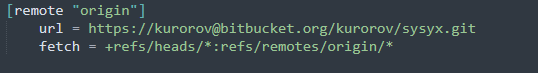 [remote "origin"]
url = https://kurorov@bitbucket.org/kurorov/sysyx.git
fetch = +refs/heads/*:refs/remotes/origin/*